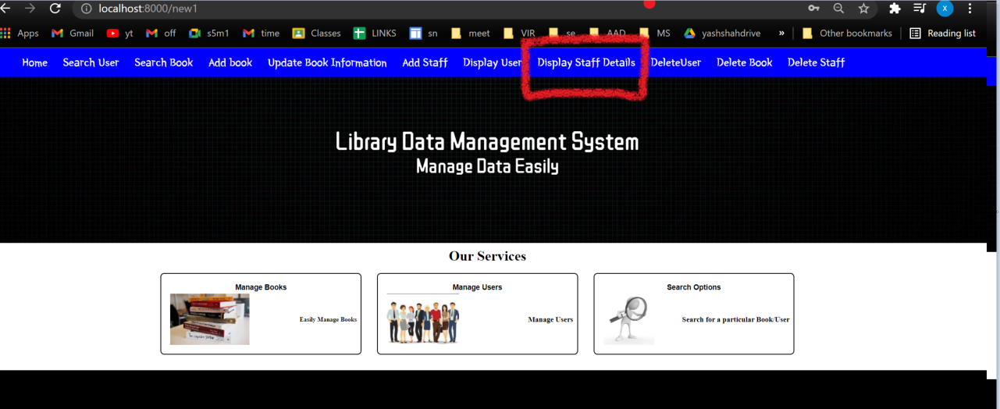 localhost:8000/new1
X
Apps Gmail yt off s5m1 time Classes LINKS sn meet VIR se AAD MS yashshahdrive » Other bookmarks Reading list
Home Search User Search Book Add book Update Book Information Add Staff Display User Display Staff Details DeleteUser Delete Book Delete Staff
Library Data Management System
Manage Data Easily
Our Services
Manage Books
Easily Manage Books
Manage Users
Manage Users
Search Options
Search for a particular Book/User